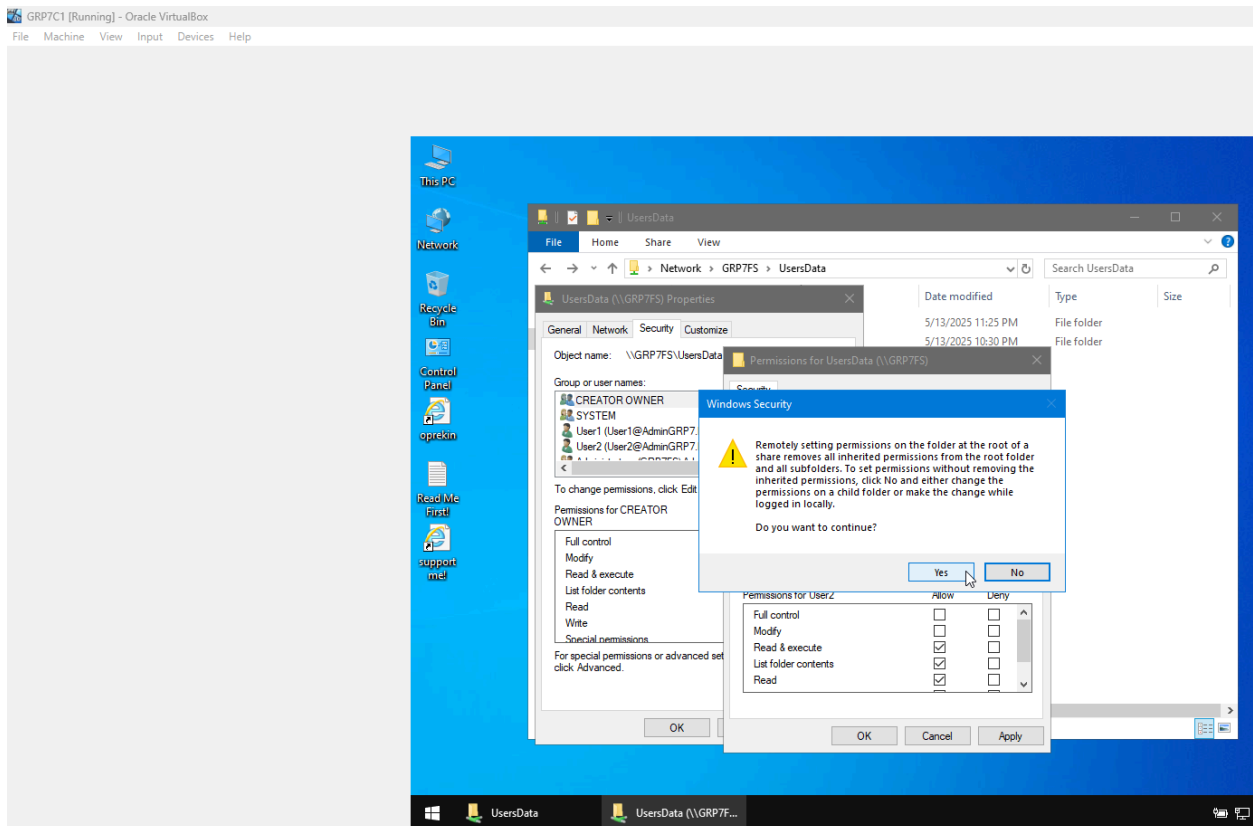 GRP7C1 [Running] - Oracle VirtualBox
File Machine View Input Devices Help
This PC
Network
Recycle
Bin
Control
Panel
oprekin
Read Me
First!
support
me!
UsersData
File Home Share View
Network > GRP7FS > UsersData
Search UsersData
Date modified Type Size
5/13/2025 11:25 PM File folder
5/13/2025 10:30 PM File folder
UsersData (\\GRP7FS) Properties
General Network Security Customize
Object name: \\GRP7FS\UsersData
Group or user names:
CREATOR OWNER
SYSTEM
User1 (User1@AdminGRP7.
User2 (User2@AdminGRP7.
To change permissions, click Edit
Permissions for CREATOR
OWNER
Full control
Modify
Read & execute
List folder contents
Read
Write
Special permissions
For special permissions or advanced set
click Advanced.
OK
Permissions for UsersData (\\GRP7FS)
Security
Windows Security
Remotely setting permissions on the folder at the root of a
share removes all inherited permissions from the root folder
and all subfolders. To set permissions without removing the
inherited permissions, click No and either change the
permissions on a child folder or make the change while
logged in locally.
Do you want to continue?
Yes No
Permissions for User2 Allow Deny
Full control
Modify
Read & execute
List folder contents
Read
OK Cancel Apply
UsersData
UsersData (\\GRP7F...